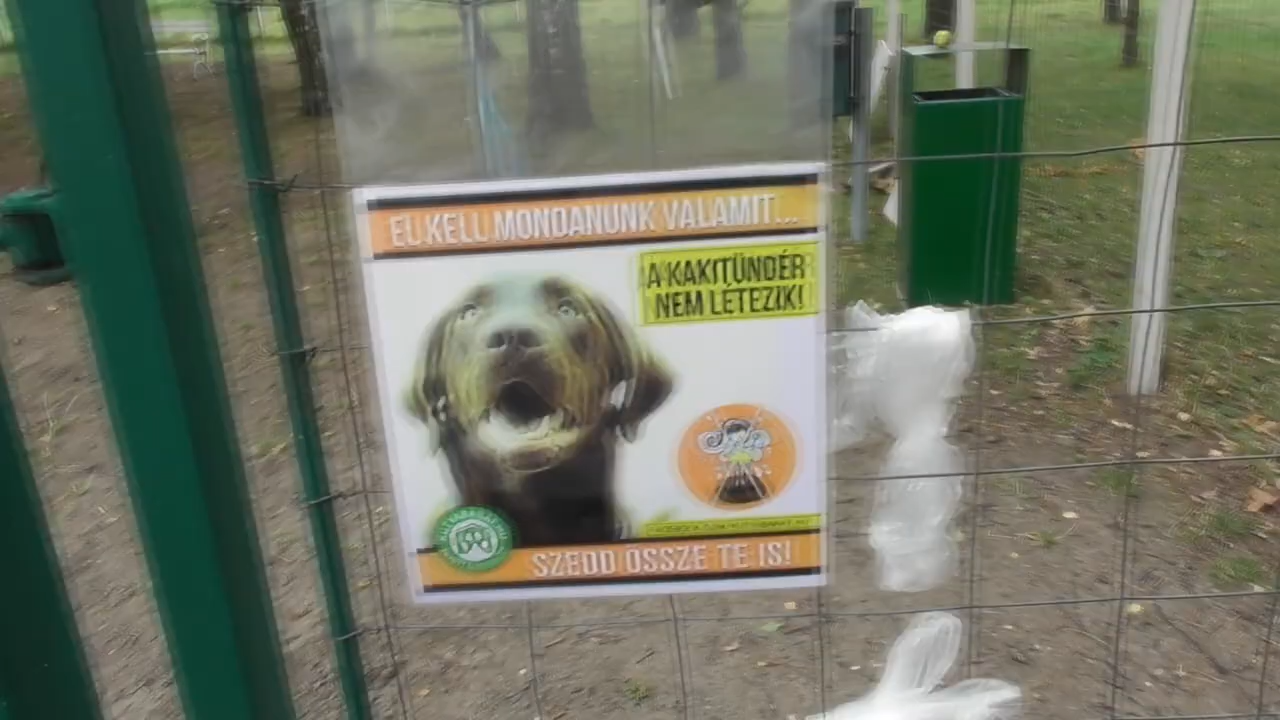 EL KELL MONDANUNK VALAMIT...
A KAKITÜNDÉR
NEM LÉTEZIK!
SZEDD ÖSSZE TE IS!